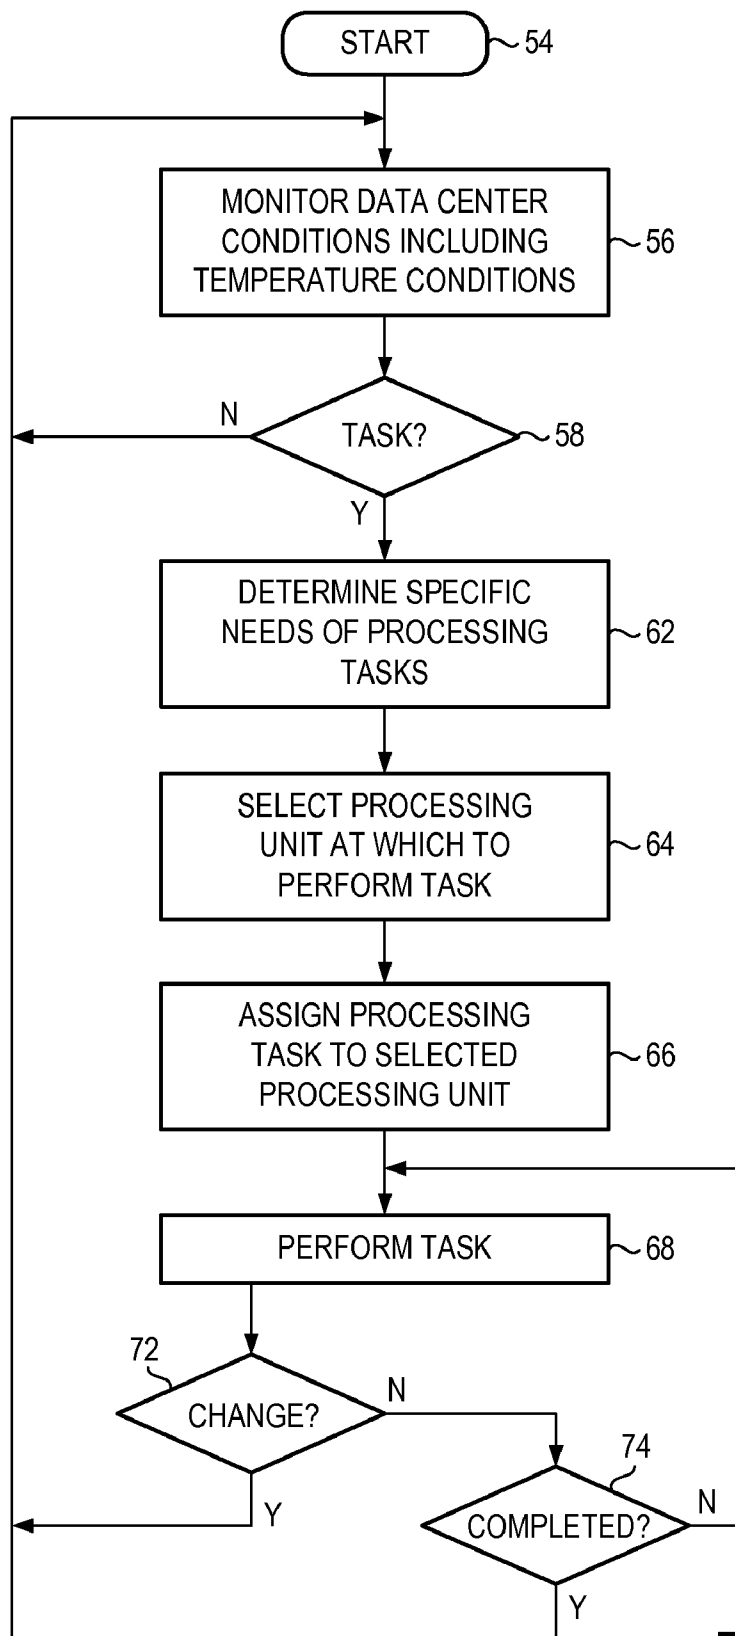 START
54
MONITOR DATA CENTER
CONDITIONS INCLUDING
TEMPERATURE CONDITIONS
56
N
TASK?
58
Y
DETERMINE SPECIFIC
NEEDS OF PROCESSING
TASKS
62
SELECT PROCESSING
UNIT AT WHICH TO
PERFORM TASK
64
ASSIGN PROCESSING
TASK TO SELECTED
PROCESSING UNIT
66
PERFORM TASK
68
72
CHANGE?
N
Y
74
COMPLETED?
N
Y